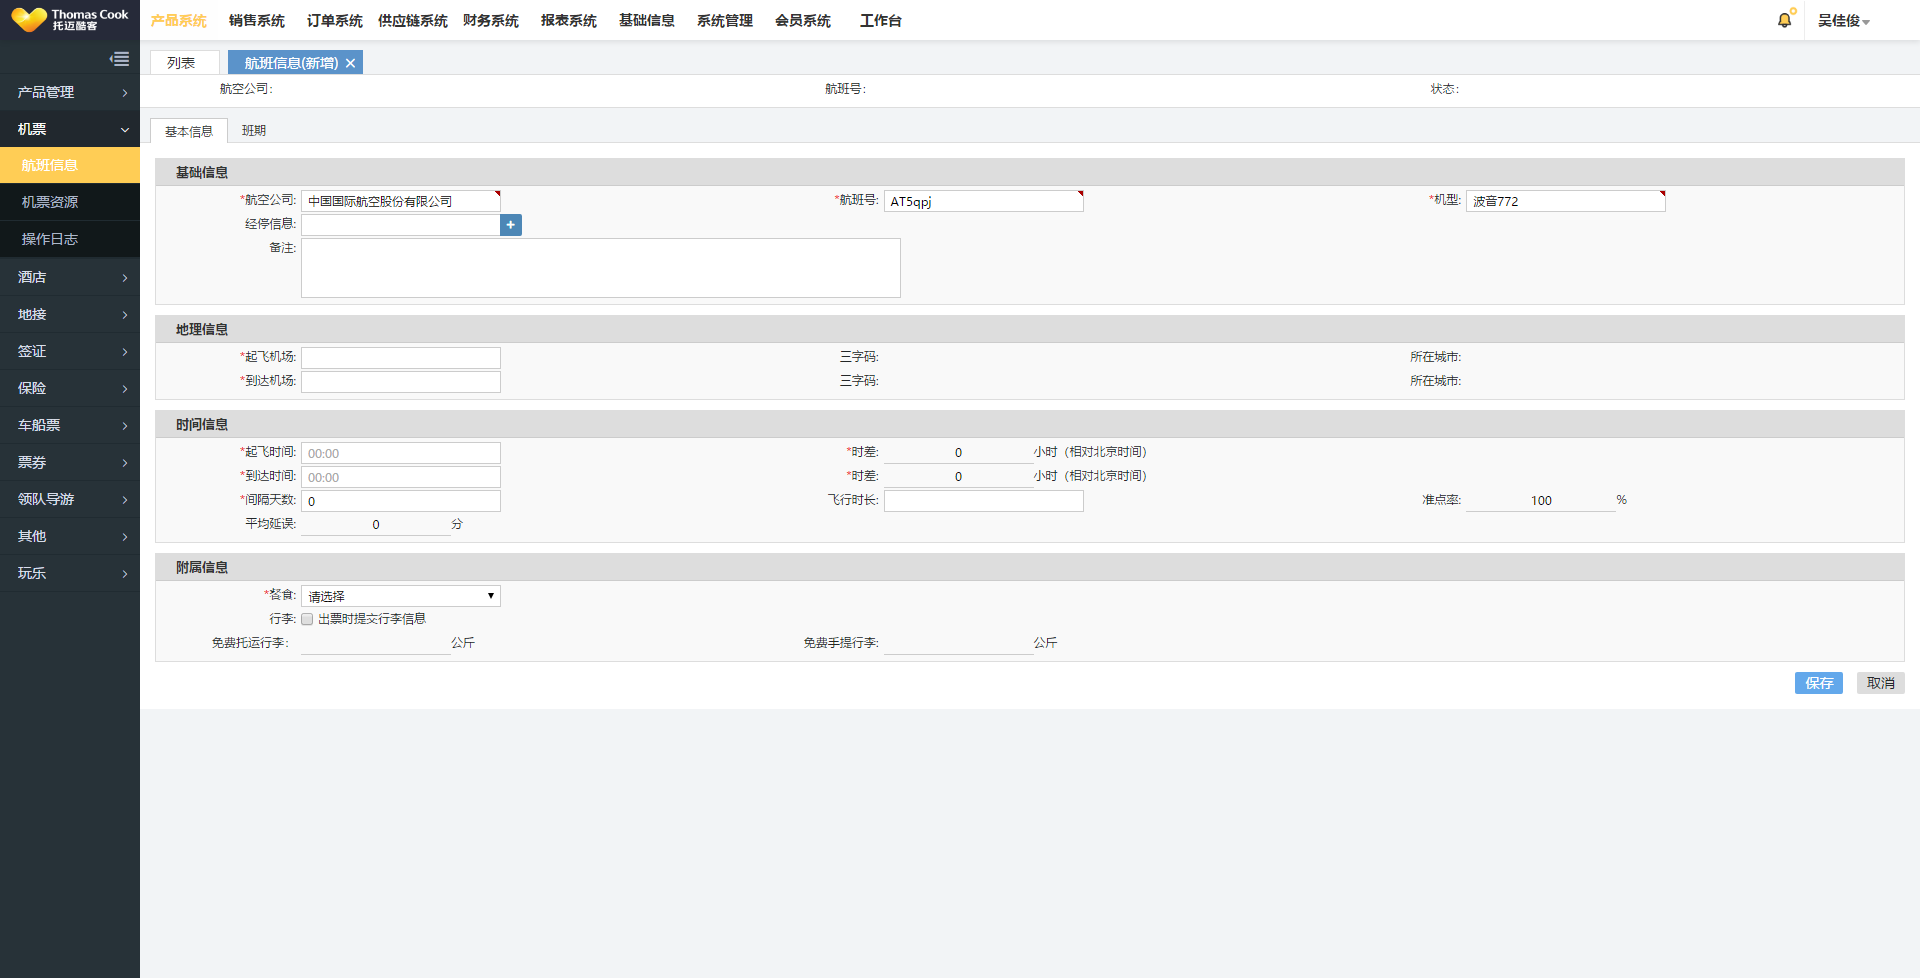 Thomas Cook
托迈酷客
产品系统 销售系统 订单系统 供应链系统 财务系统 报表系统 基础信息 系统管理 会员系统 工作台 吴佳俊
产品管理
机票
航班信息
机票资源
操作日志
酒店
地接
签证
保险
车船票
票券
领队导游
其他
玩乐
列表 航班信息(新增) ×
航空公司: 航班号: 状态:
基本信息 班期
基础信息
*航空公司: 中国国际航空股份有限公司 *航班号: AT5qpj *机型: 波音772
经停信息: +
备注:
地理信息
*起飞机场: 三字码: 所在城市:
*到达机场: 三字码: 所在城市:
时间信息
*起飞时间: 00:00 *时差: 0 小时（相对北京时间）
*到达时间: 00:00 *时差: 0 小时（相对北京时间）
*间隔天数: 0 飞行时长: 准点率: 100 %
平均延误: 0 分
附属信息
*餐食: 请选择
行李: 出票时提交行李信息
免费托运行李: 公斤 免费手提行李: 公斤
保存 取消